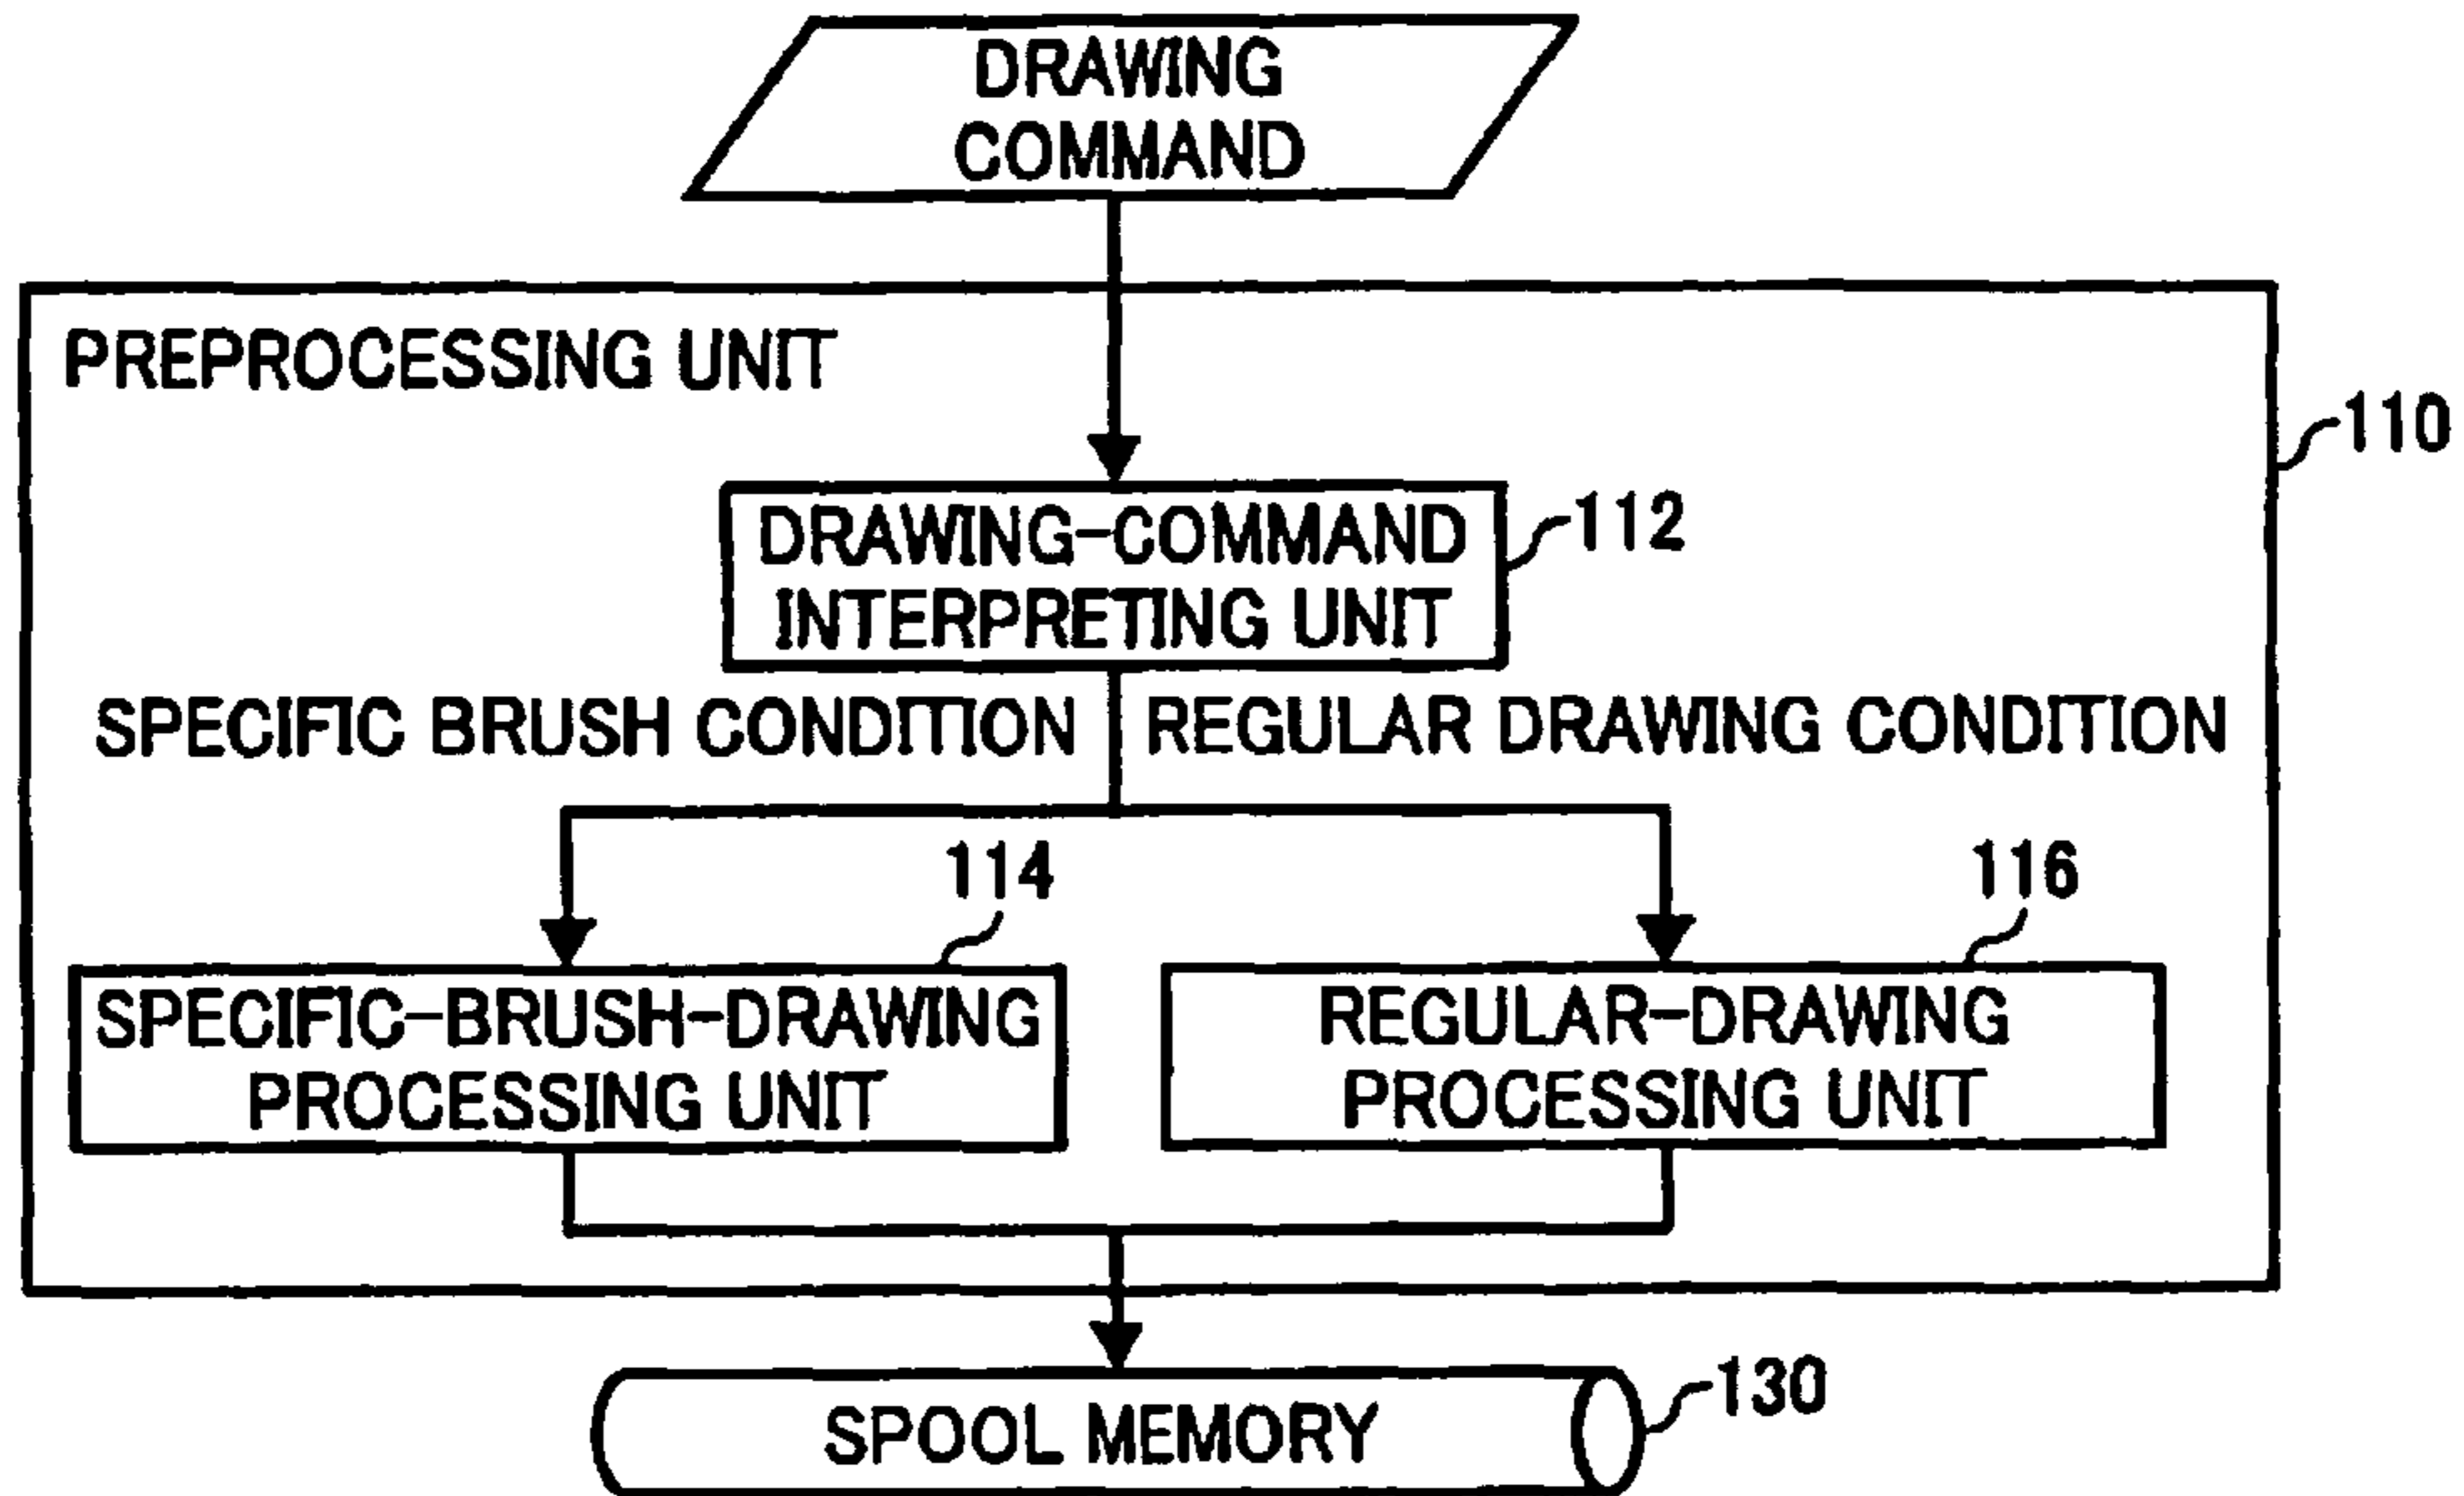 DRAWING
COMMAND
PREPROCESSING UNIT
110
DRAWING-COMMAND
INTERPRETING UNIT
112
SPECIFIC BRUSH CONDITION
REGULAR DRAWING CONDITION
114
116
SPECIFIC-BRUSH-DRAWING
PROCESSING UNIT
REGULAR-DRAWING
PROCESSING UNIT
SPOOL MEMORY
130